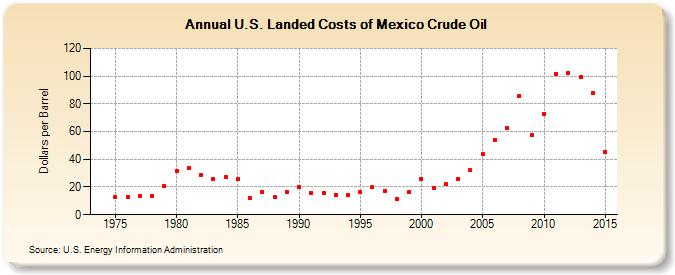 Annual U.S. Landed Costs of Mexico Crude Oil
Dollars per Barrel
120
100
80
60
40
20
0
1975 1980 1985 1990 1995 2000 2005 2010 2015
Source: U.S. Energy Information Administration